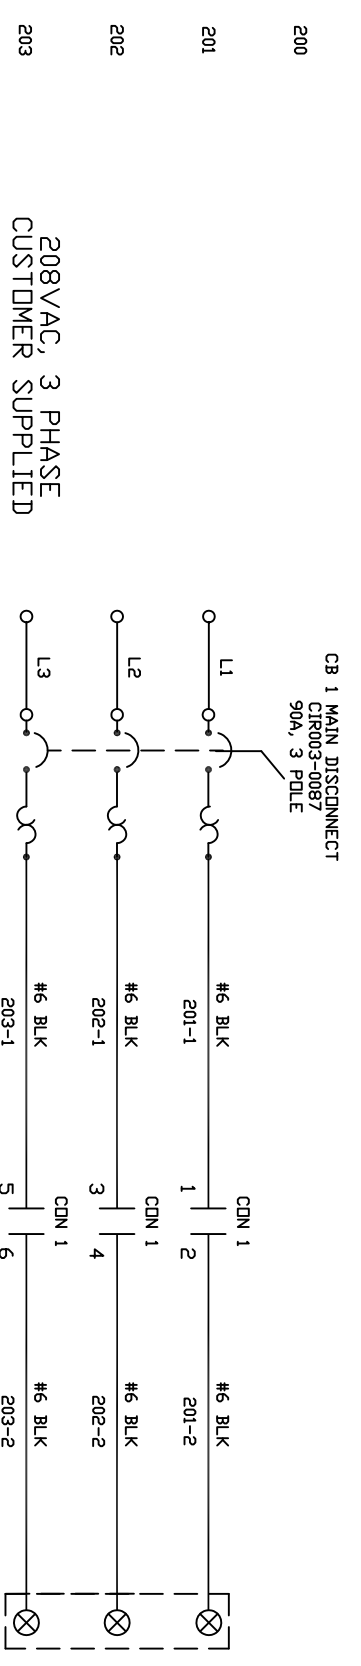 200
CB 1 MAIN DISCONNECT
CIR003-0087
90A, 3 POLE
201
L1
#6 BLK
201-1
CON 1
1 2
#6 BLK
201-2
202
L2
#6 BLK
202-1
CON 1
3 4
#6 BLK
202-2
208VAC, 3 PHASE
CUSTOMER SUPPLIED
203
L3
#6 BLK
203-1
CON 1
5 6
#6 BLK
203-2